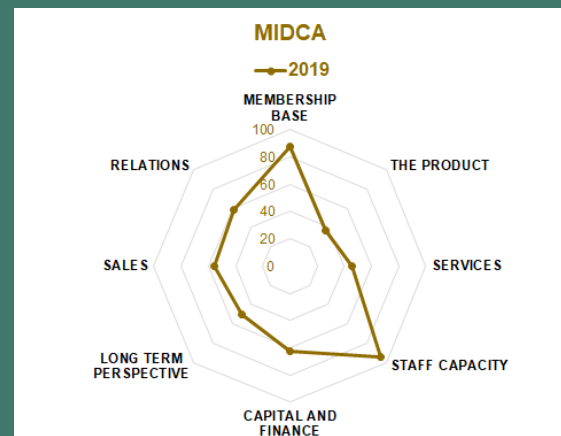 MIDCA
2019
MEMBERSHIP
BASE
100
80
60
40
20
0
THE PRODUCT
SERVICES
STAFF CAPACITY
CAPITAL AND
FINANCE
LONG TERM
PERSPECTIVE
SALES
RELATIONS